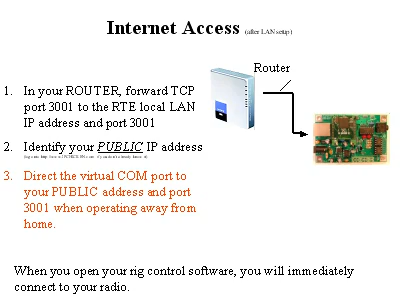 Internet Access (after LAN setup)
Router
1. In your ROUTER, forward TCP
port 3001 to the RTE local LAN
IP address and port 3001
2. Identify your PUBLIC IP address
3. Direct the virtual COM port to
your PUBLIC address and port
3001 when operating away from
home.
When you open your rig control software, you will immediately
connect to your radio.